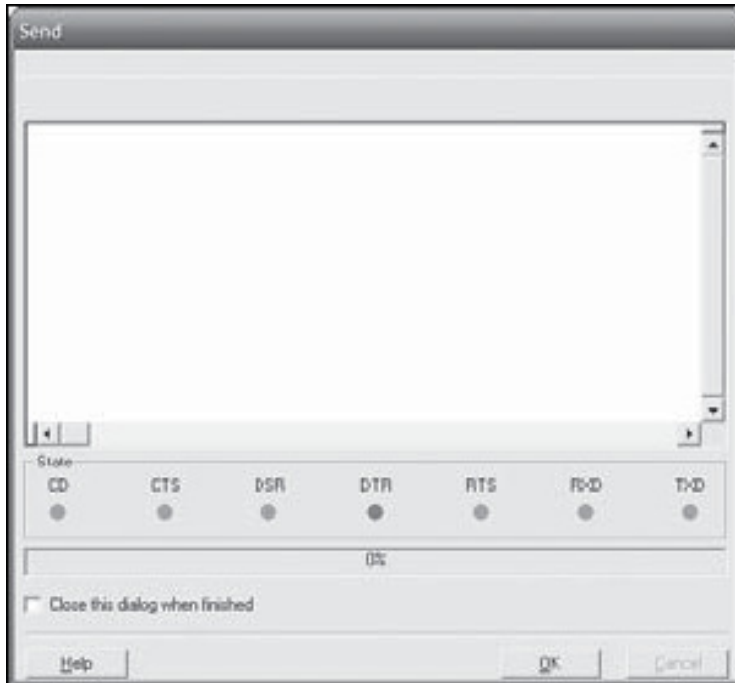 Send
State
CD CTS DSR DTR RTS RXD TXD
0%
Close this dialog when finished
Help OK Cancel